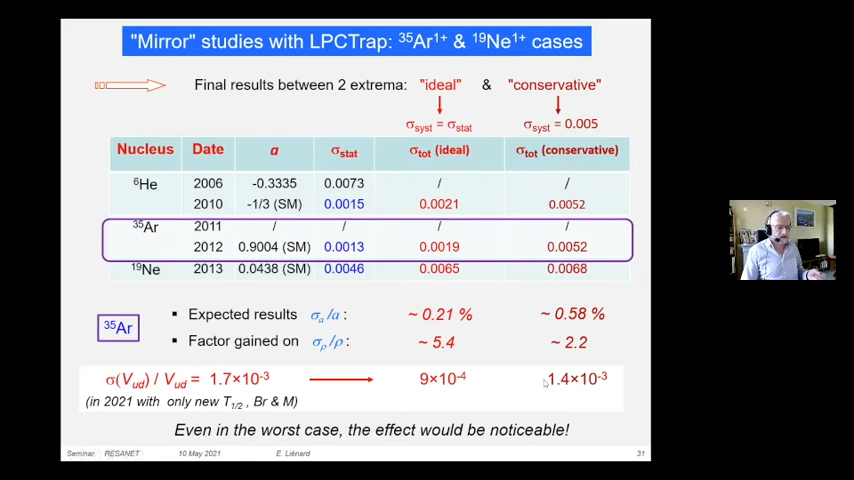 "Mirror" studies with LPCTrap: ³⁵Ar¹⁺ & ¹⁹Ne¹⁺ cases
Final results between 2 extrema: "ideal" & "conservative"
σsyst = σstat σsyst = 0.005
Nucleus Date a σstat σtot (ideal) σtot (conservative)
⁶He 2006 -0.3335 0.0073 / /
2010 -1/3 (SM) 0.0015 0.0021 0.0052
³⁵Ar 2011 / / / /
2012 0.9004 (SM) 0.0013 0.0019 0.0052
¹⁹Ne 2013 0.0438 (SM) 0.0046 0.0065 0.0068
³⁵Ar
▪ Expected results σa/a : ~ 0.21 % ~ 0.58 %
▪ Factor gained on σρ/ρ: ~ 5.4 ~ 2.2
σ(Vud) / Vud = 1.7×10⁻³ 9×10⁻⁴ 1.4×10⁻³
(in 2021 with only new T1/2 , Br & M)
Even in the worst case, the effect would be noticeable!
Seminar RESANET 10 May 2021 E. Liénard 31